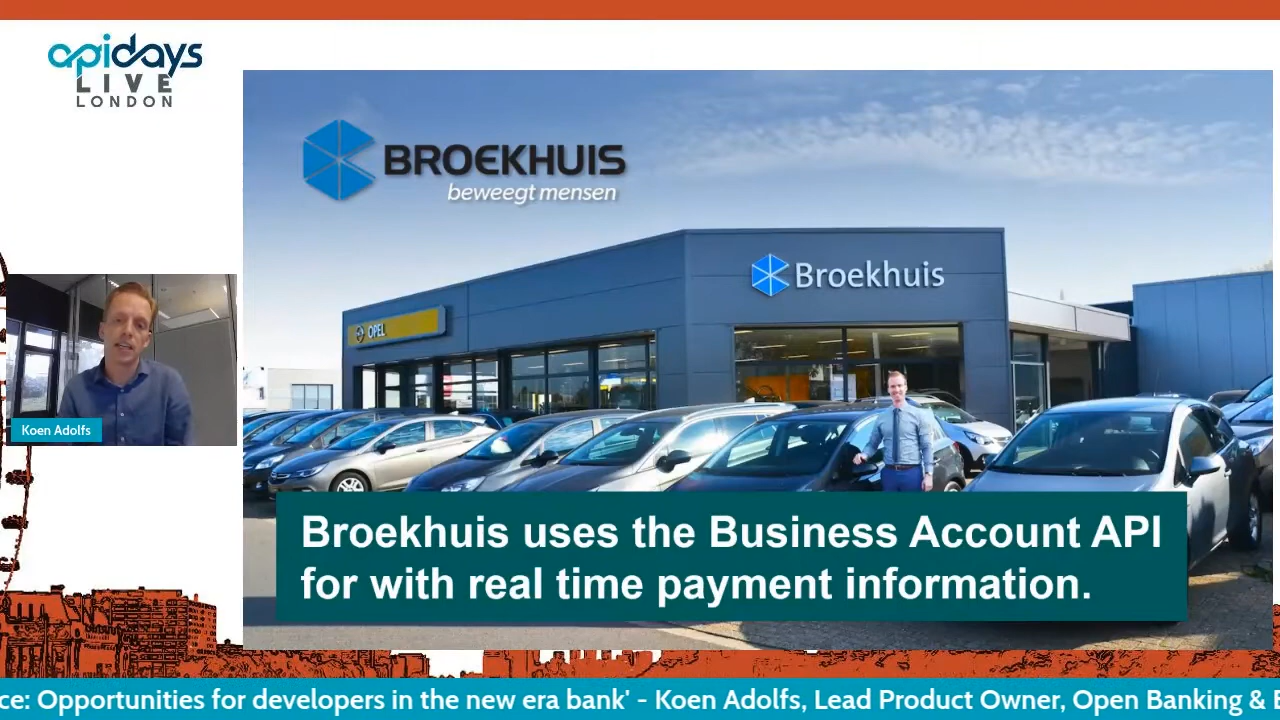 apidays
LIVE
LONDON
BROEKHUIS
beweegt mensen
Broekhuis
OPEL
Koen Adolfs
Broekhuis uses the Business Account API
for with real time payment information.
ce: Opportunities for developers in the new era bank' - Koen Adolfs, Lead Product Owner, Open Banking &